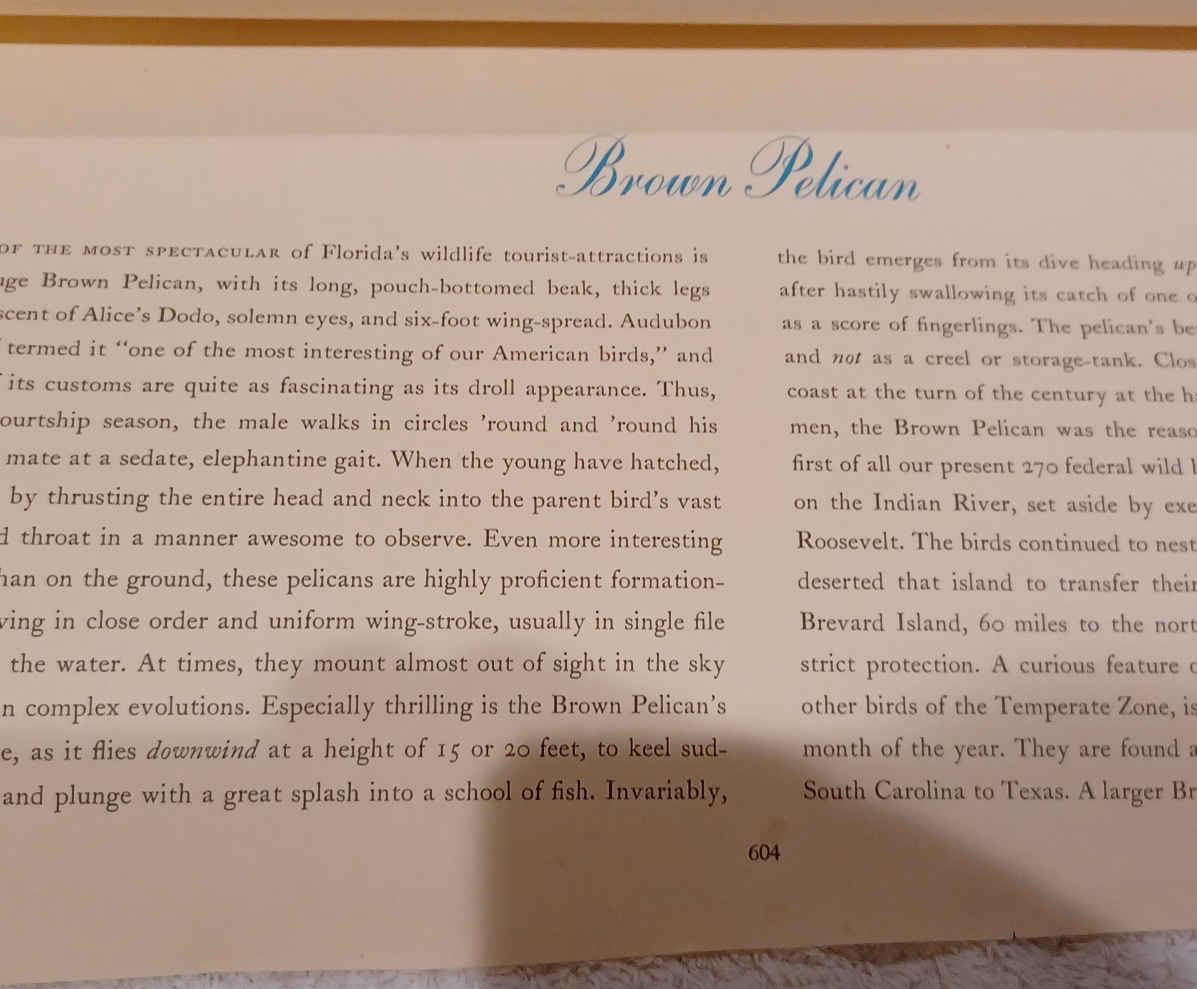 Brown Pelican
OF THE MOST SPECTACULAR of Florida's wildlife tourist-attractions is
Brown Pelican, with its long, pouch-bottomed beak, thick legs
of Alice's Dodo, solemn eyes, and six-foot wing-spread. Audubon
termed it “one of the most interesting of our American birds,” and
its customs are quite as fascinating as its droll appearance. Thus,
season, the male walks in circles ’round and ’round his
mate at a sedate, elephantine gait. When the young have hatched,
by thrusting the entire head and neck into the parent bird's vast
throat in a manner awesome to observe. Even more interesting
on the ground, these pelicans are highly proficient formation-
in close order and uniform wing-stroke, usually in single file
the water. At times, they mount almost out of sight in the sky
complex evolutions. Especially thrilling is the Brown Pelican's
as it flies downwind at a height of 15 or 20 feet, to keel sud-
and plunge with a great splash into a school of fish. Invariably,
the bird emerges from its dive heading up
after hastily swallowing its catch of one
as a score of fingerlings. The pelican's
and not as a creel or storage-tank.
coast at the turn of the century at the
men, the Brown Pelican was the
first of all our present 270 federal wild
on the Indian River, set aside by
Roosevelt. The birds continued to nest
deserted that island to transfer their
Brevard Island, 60 miles to the
strict protection. A curious feature
other birds of the Temperate Zone, is
month of the year. They are found
South Carolina to Texas. A larger
604